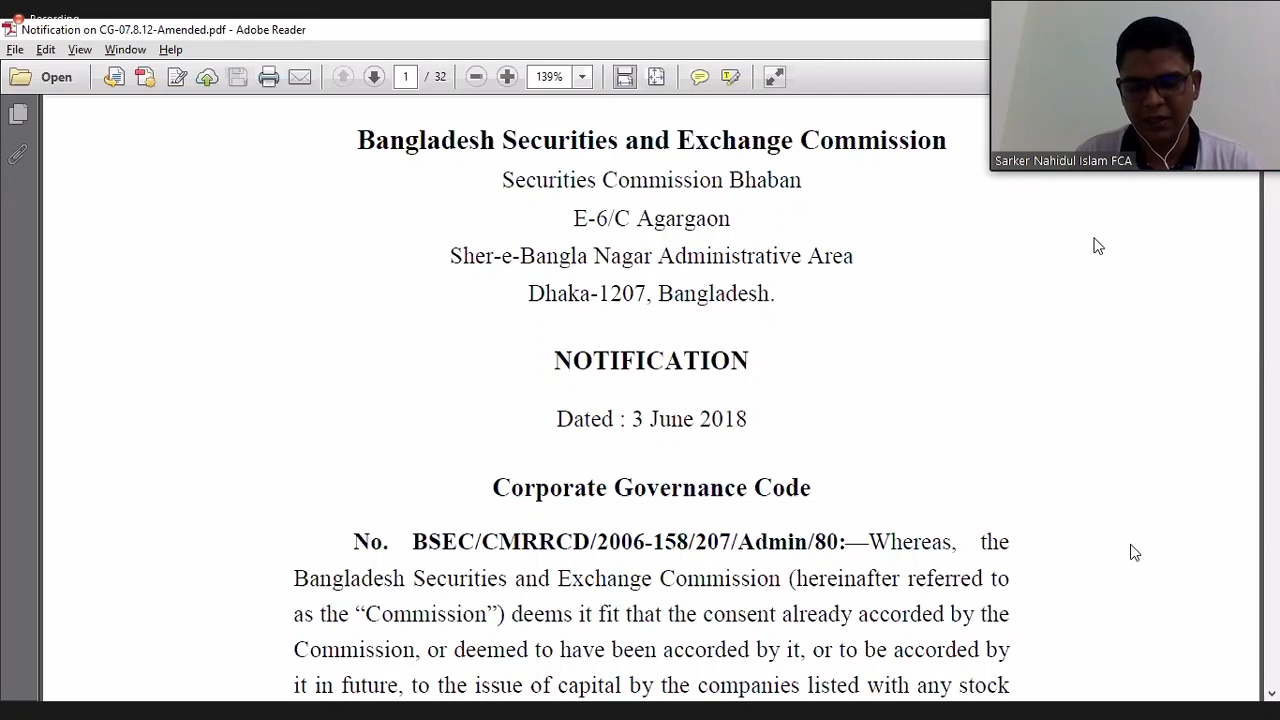 Recording
Notification on CG-07.8.12-Amended.pdf - Adobe Reader
File Edit View Window Help
Open 1 / 32 139%
Sarker Nahidul Islam FCA
Bangladesh Securities and Exchange Commission
Securities Commission Bhaban
E-6/C Agargaon
Sher-e-Bangla Nagar Administrative Area
Dhaka-1207, Bangladesh.
NOTIFICATION
Dated : 3 June 2018
Corporate Governance Code
No. BSEC/CMRRCD/2006-158/207/Admin/80:—Whereas, the
Bangladesh Securities and Exchange Commission (hereinafter referred to
as the “Commission”) deems it fit that the consent already accorded by the
Commission, or deemed to have been accorded by it, or to be accorded by
it in future, to the issue of capital by the companies listed with any stock